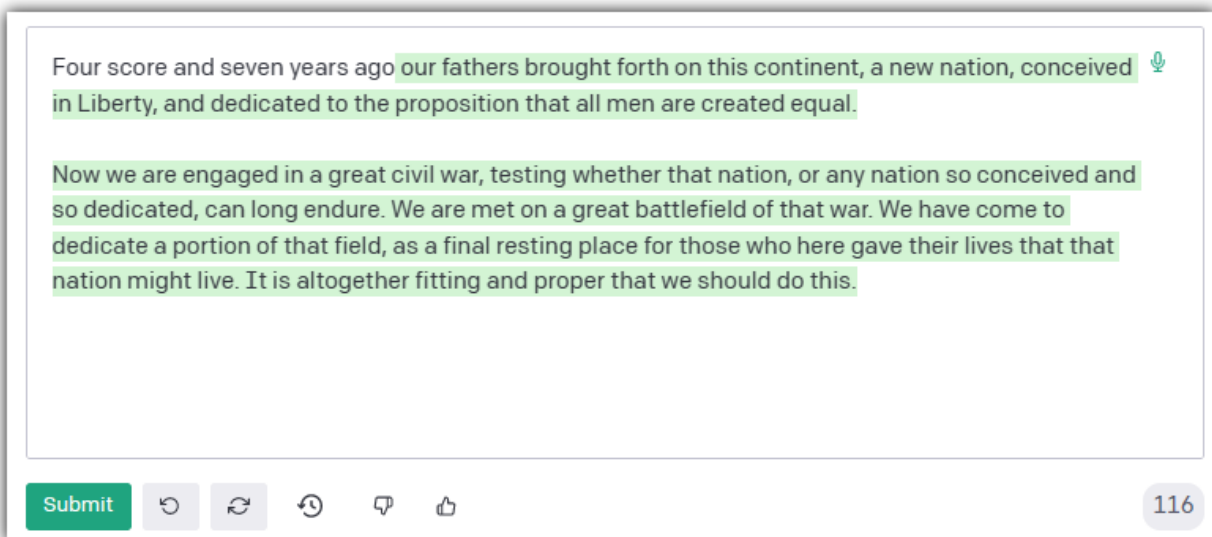 Four score and seven years ago our fathers brought forth on this continent, a new nation, conceived
in Liberty, and dedicated to the proposition that all men are created equal.
Now we are engaged in a great civil war, testing whether that nation, or any nation so conceived and
so dedicated, can long endure. We are met on a great battlefield of that war. We have come to
dedicate a portion of that field, as a final resting place for those who here gave their lives that that
nation might live. It is altogether fitting and proper that we should do this.
Submit
116